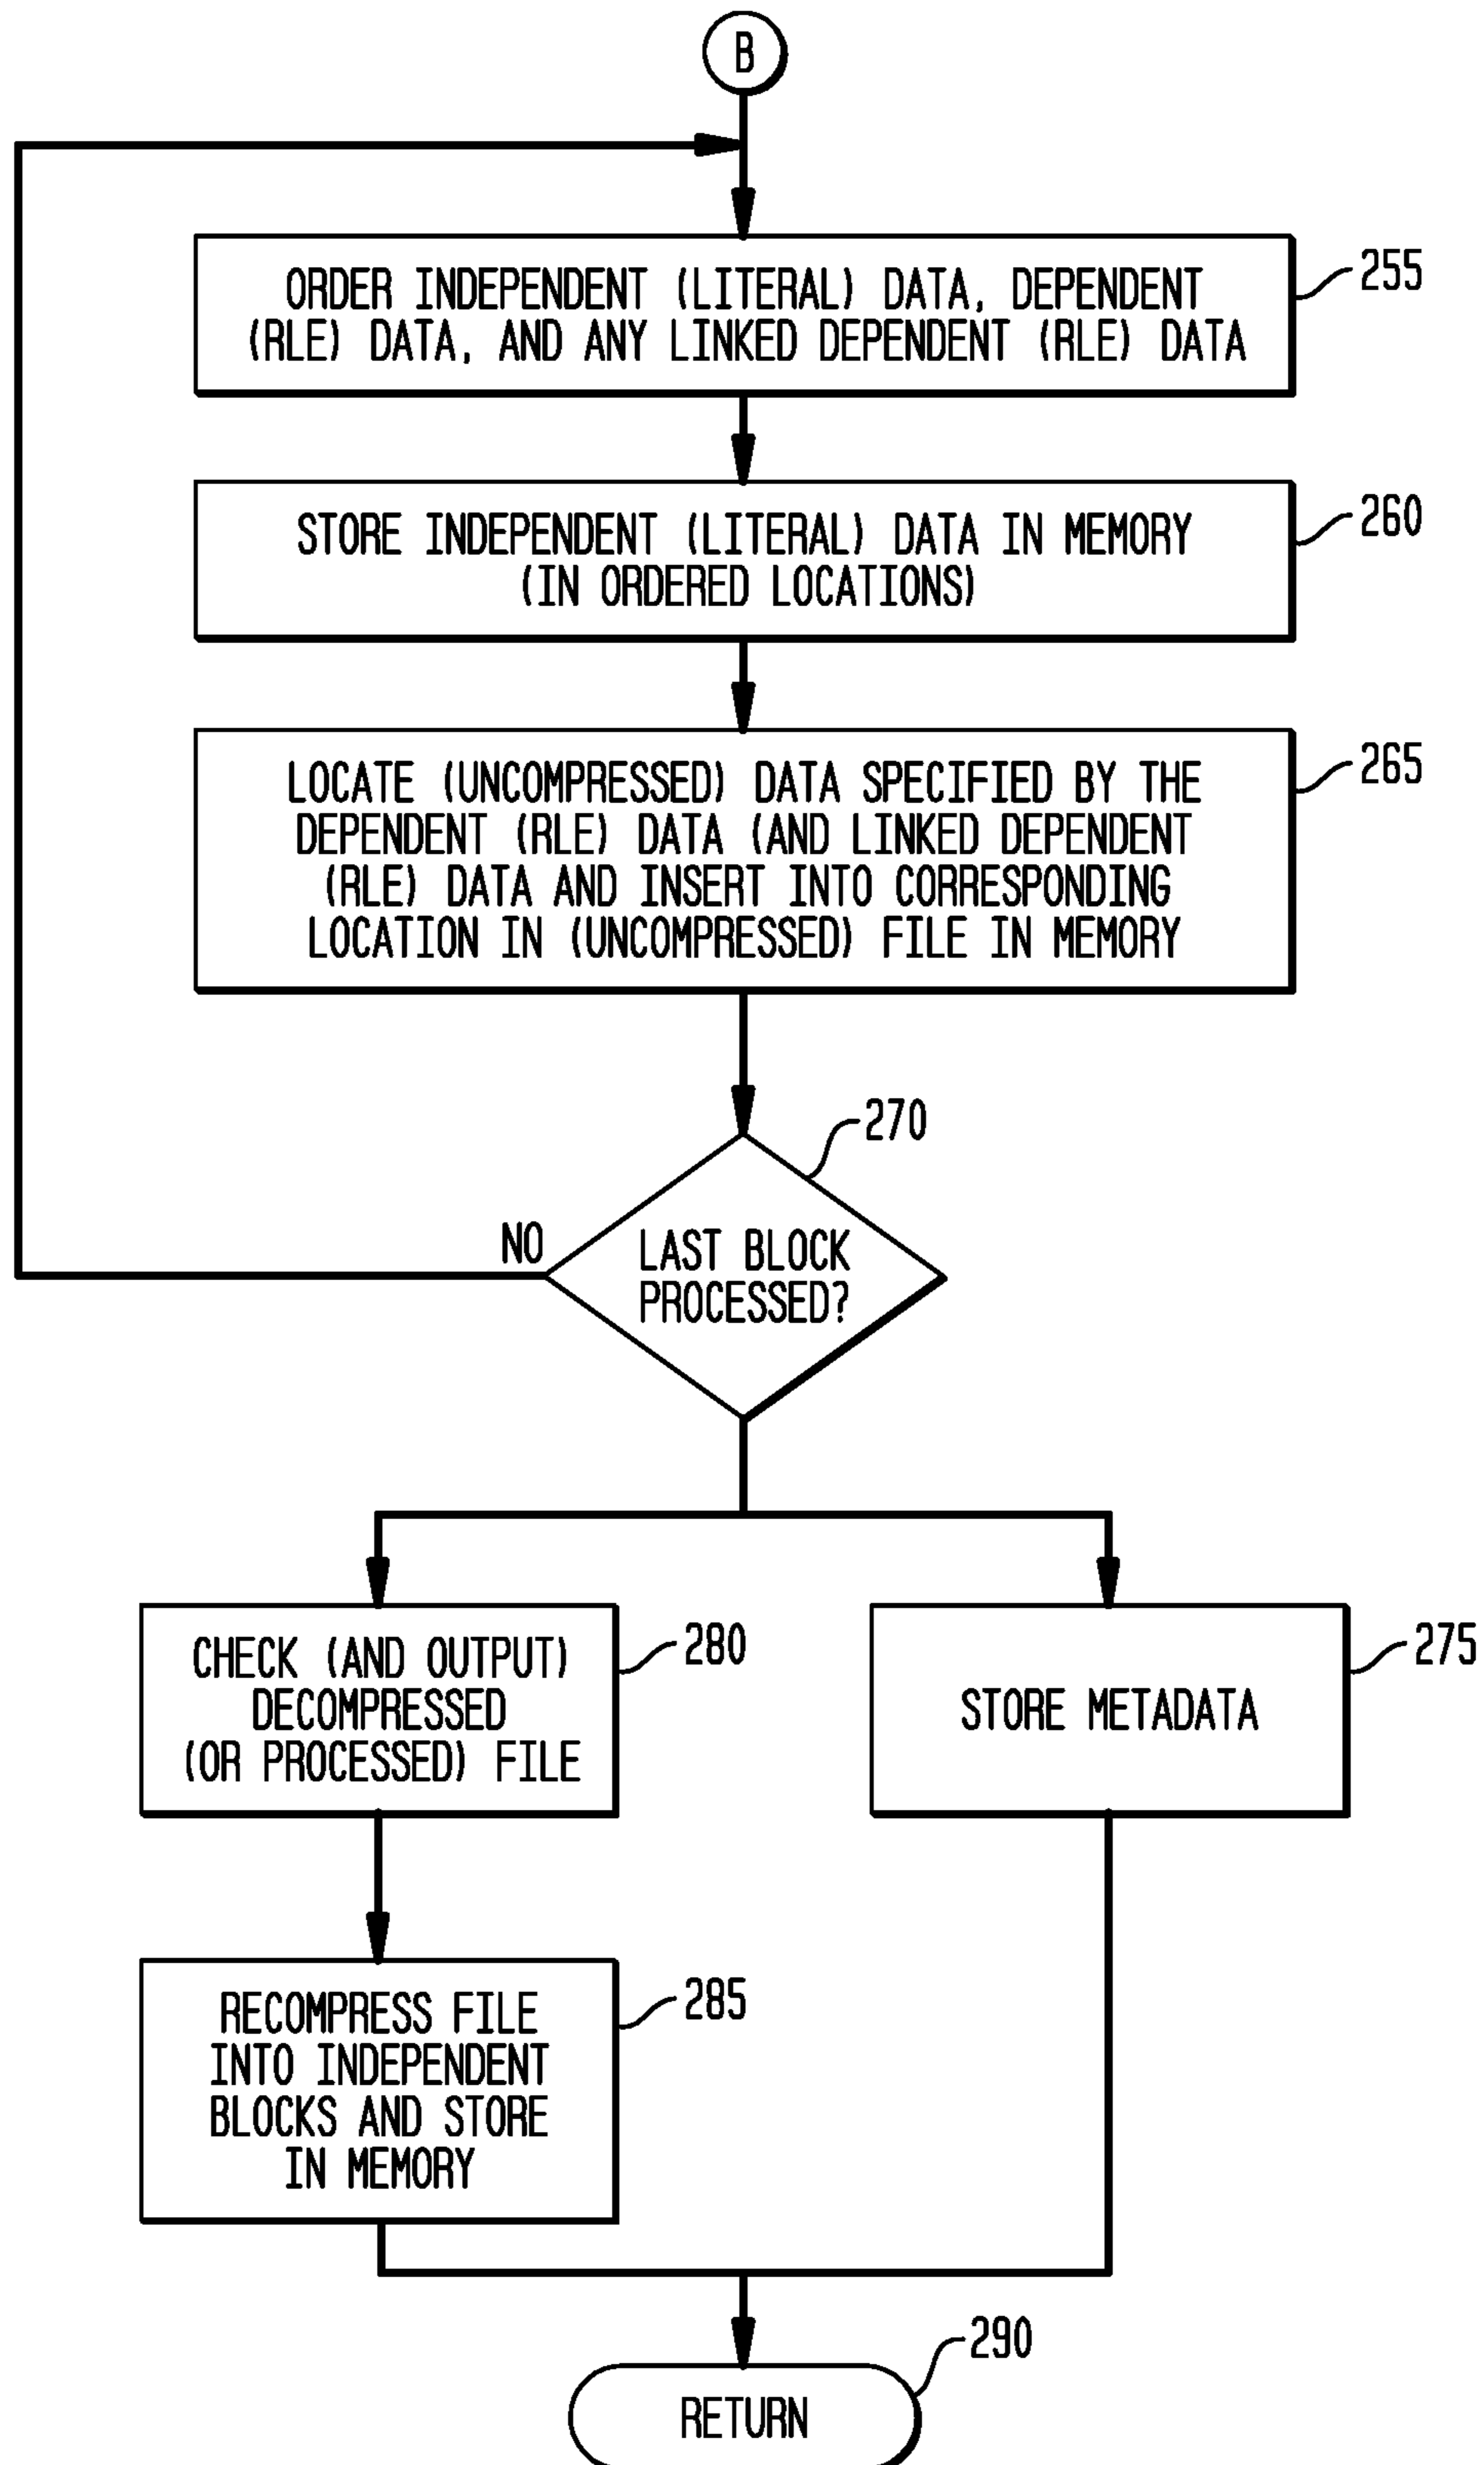 B
ORDER INDEPENDENT (LITERAL) DATA, DEPENDENT
(RLE) DATA, AND ANY LINKED DEPENDENT (RLE) DATA
255
STORE INDEPENDENT (LITERAL) DATA IN MEMORY
(IN ORDERED LOCATIONS)
260
LOCATE (UNCOMPRESSED) DATA SPECIFIED BY THE
DEPENDENT (RLE) DATA (AND LINKED DEPENDENT
(RLE) DATA AND INSERT INTO CORRESPONDING
LOCATION IN (UNCOMPRESSED) FILE IN MEMORY
265
270
NO
LAST BLOCK
PROCESSED?
CHECK (AND OUTPUT)
DECOMPRESSED
(OR PROCESSED) FILE
280
STORE METADATA
275
RECOMPRESS FILE
INTO INDEPENDENT
BLOCKS AND STORE
IN MEMORY
285
290
RETURN